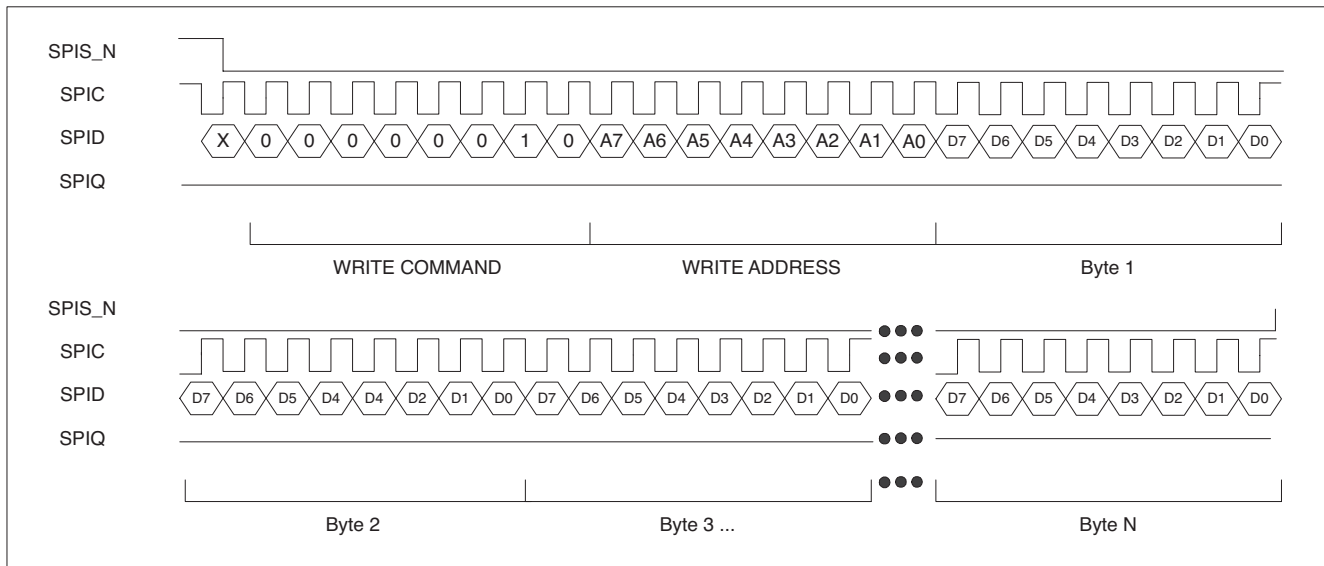 SPIS_N
SPIC
SPID X 0 0 0 0 0 0 1 0 A7 A6 A5 A4 A3 A2 A1 A0 D7 D6 D5 D4 D3 D2 D1 D0
SPIQ
WRITE COMMAND WRITE ADDRESS Byte 1
SPIS_N
SPIC
SPID D7 D6 D5 D4 D4 D2 D1 D0 D7 D6 D5 D4 D3 D2 D1 D0 D7 D6 D5 D4 D3 D2 D1 D0
SPIQ
Byte 2 Byte 3 ... Byte N